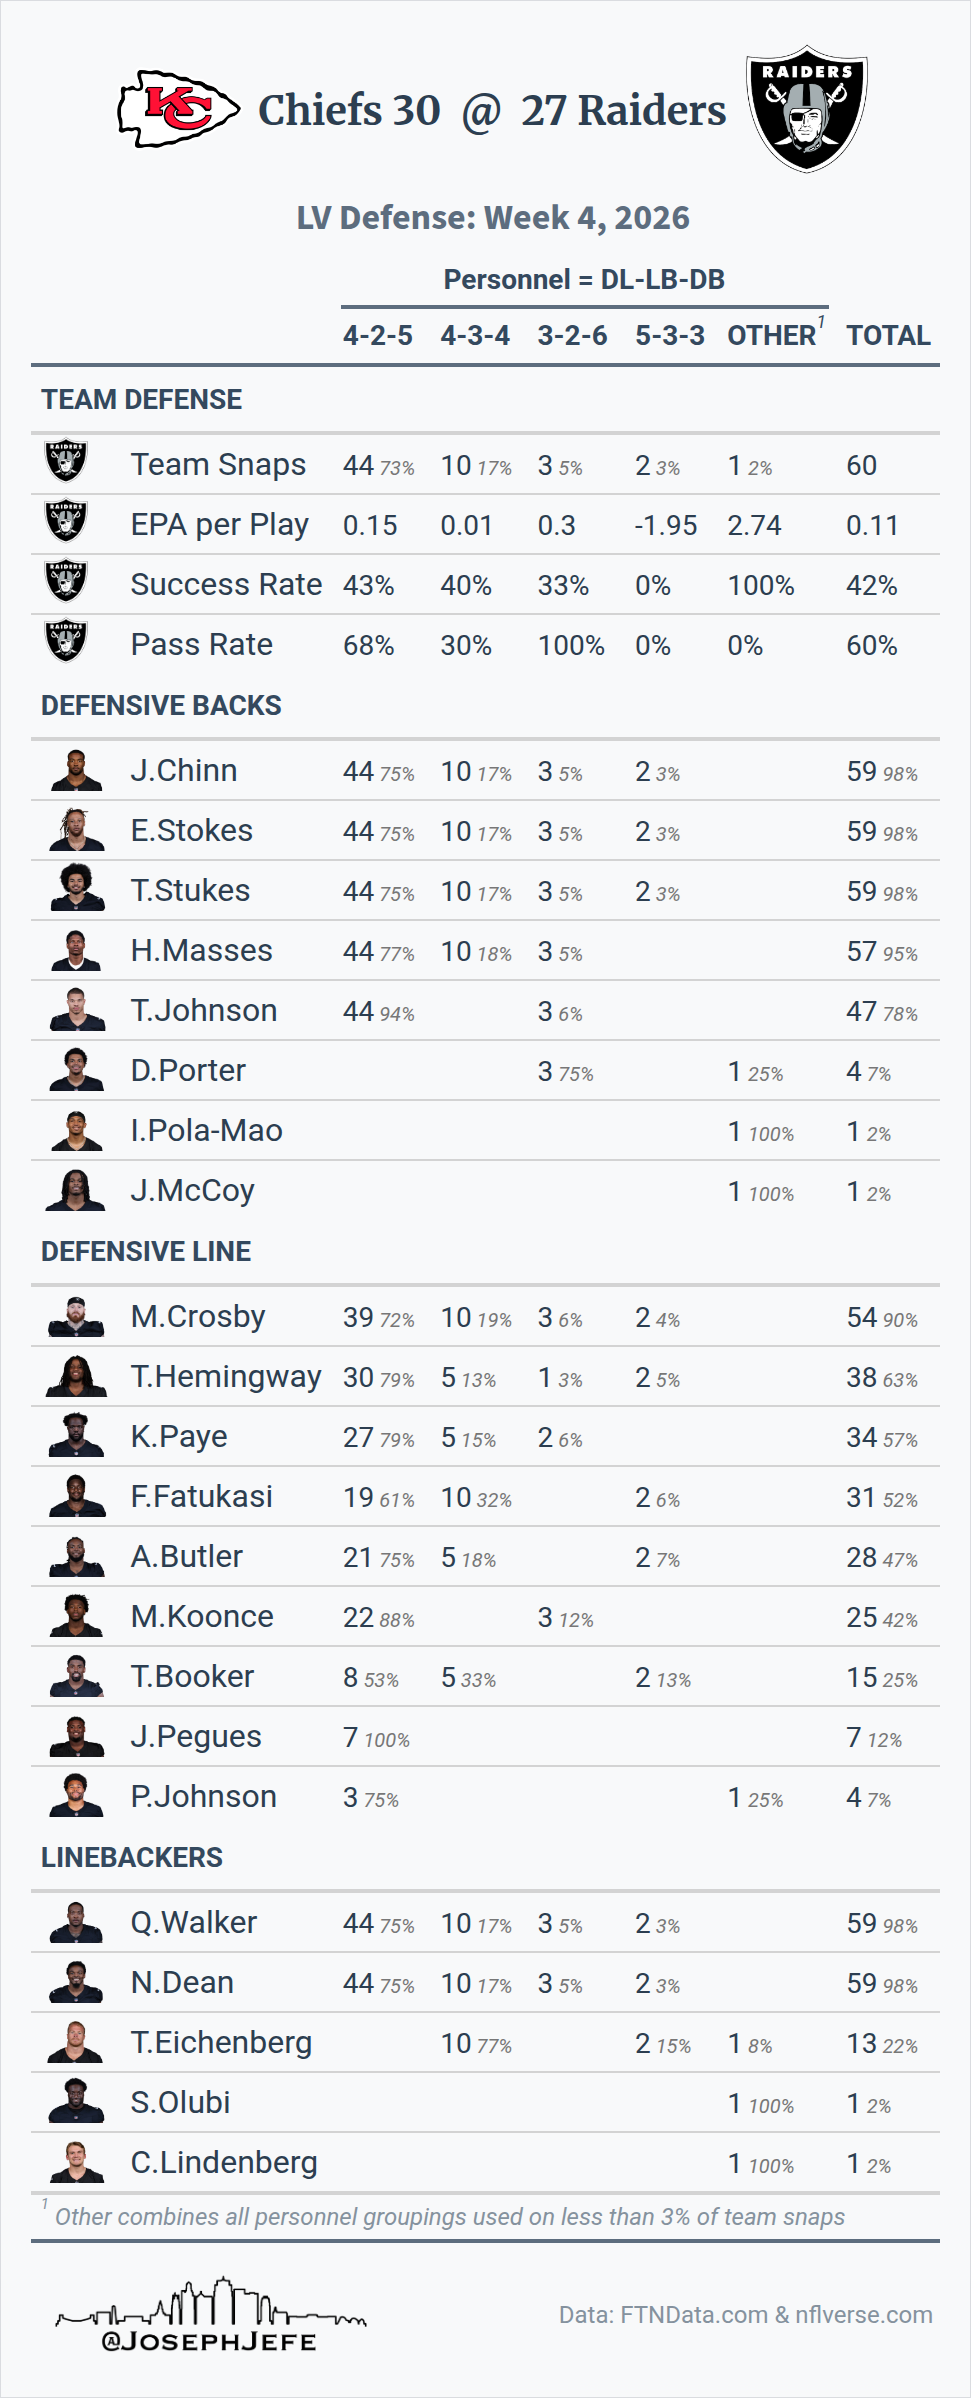 KC
RAIDERS
Chiefs 30 @ 27 Raiders
LV Defense: Week 4, 2026
Personnel = DL-LB-DB
4-2-5 4-3-4 3-2-6 5-3-3 OTHER1 TOTAL
TEAM DEFENSE
Team Snaps 44 73% 10 17% 3 5% 2 3% 1 2% 60
EPA per Play 0.15 0.01 0.3 -1.95 2.74 0.11
Success Rate 43% 40% 33% 0% 100% 42%
Pass Rate 68% 30% 100% 0% 0% 60%
DEFENSIVE BACKS
J.Chinn 44 75% 10 17% 3 5% 2 3% 59 98%
E.Stokes 44 75% 10 17% 3 5% 2 3% 59 98%
T.Stukes 44 75% 10 17% 3 5% 2 3% 59 98%
H.Masses 44 77% 10 18% 3 5% 57 95%
T.Johnson 44 94% 3 6% 47 78%
D.Porter 3 75% 1 25% 4 7%
I.Pola-Mao 1 100% 1 2%
J.McCoy 1 100% 1 2%
DEFENSIVE LINE
M.Crosby 39 72% 10 19% 3 6% 2 4% 54 90%
T.Hemingway 30 79% 5 13% 1 3% 2 5% 38 63%
K.Paye 27 79% 5 15% 2 6% 34 57%
F.Fatukasi 19 61% 10 32% 2 6% 31 52%
A.Butler 21 75% 5 18% 2 7% 28 47%
M.Koonce 22 88% 3 12% 25 42%
T.Booker 8 53% 5 33% 2 13% 15 25%
J.Pegues 7 100% 7 12%
P.Johnson 3 75% 1 25% 4 7%
LINEBACKERS
Q.Walker 44 75% 10 17% 3 5% 2 3% 59 98%
N.Dean 44 75% 10 17% 3 5% 2 3% 59 98%
T.Eichenberg 10 77% 2 15% 1 8% 13 22%
S.Olubi 1 100% 1 2%
C.Lindenberg 1 100% 1 2%
1 Other combines all personnel groupings used on less than 3% of team snaps
@JOSEPHJEFE
Data: FTNData.com & nflverse.com